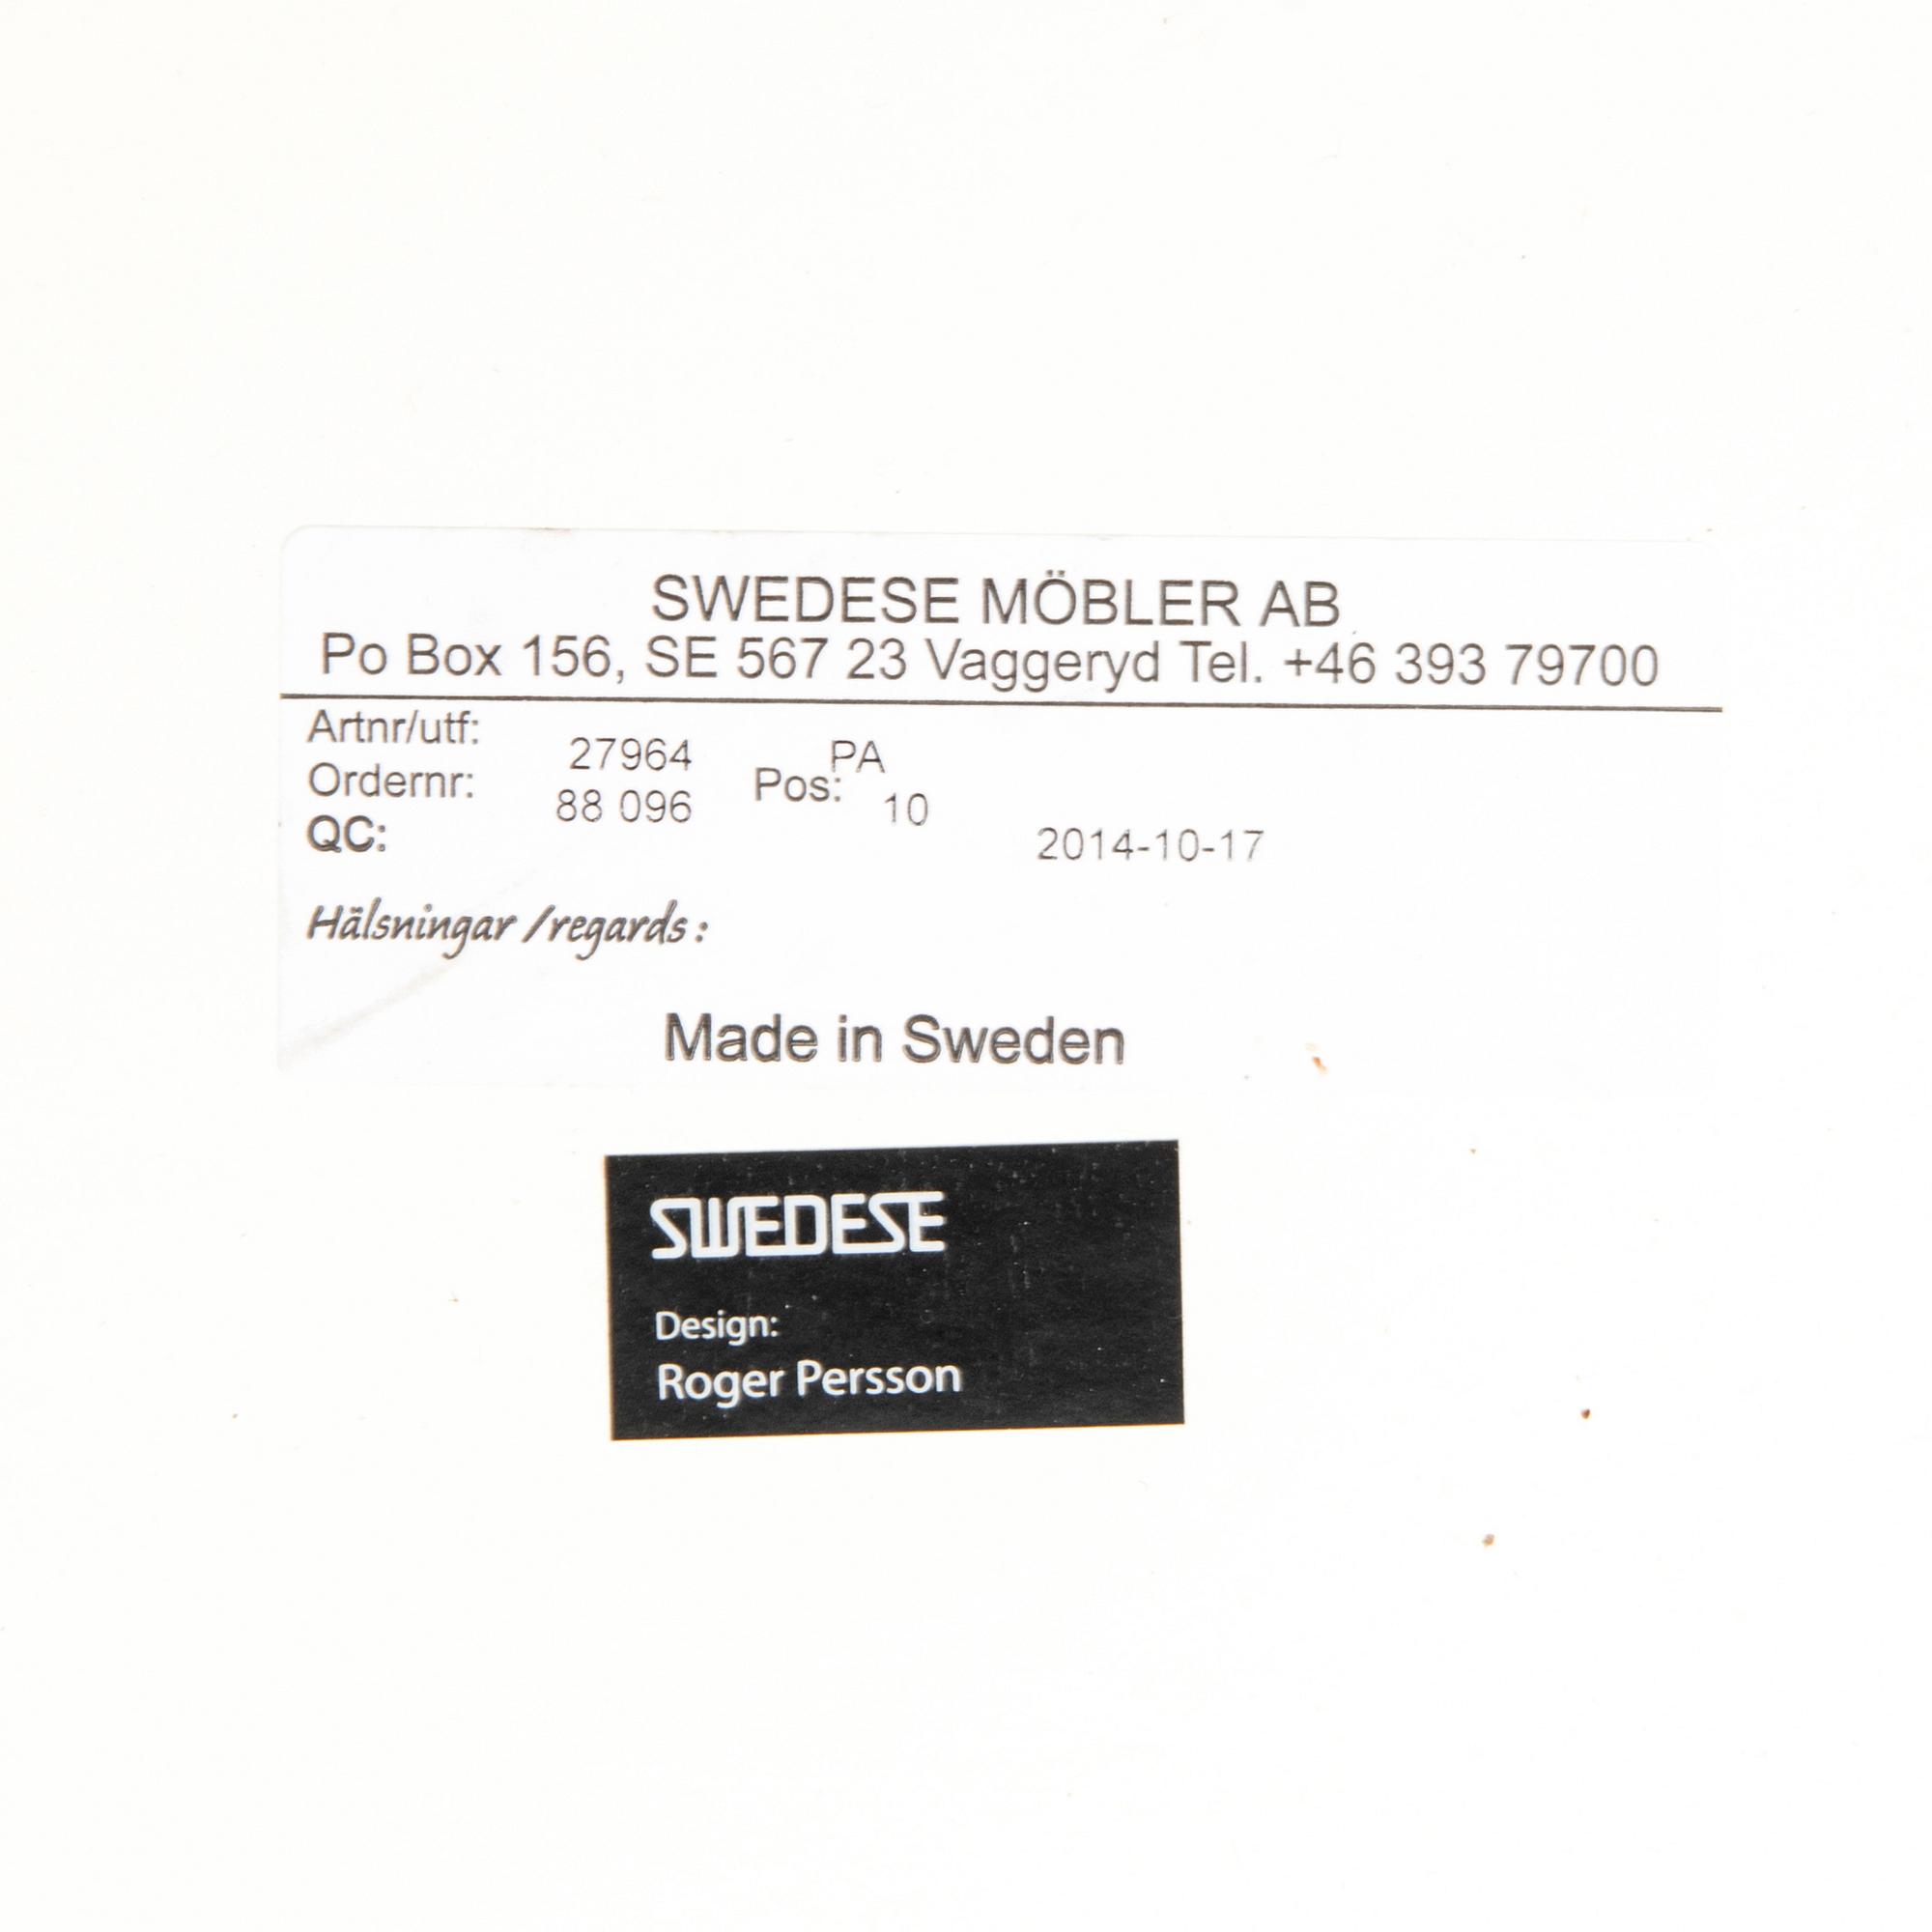 SWEDESE MÖBLER AB
Po Box 156, SE 567 23 Vaggeryd Tel. +46 393 79700
Artnr/utf: 27964 PA
Ordernr: 88 096 Pos: 10
QC: 2014-10-17
Hälsningar /regards :
Made in Sweden
SWEDESE
Design:
Roger Persson